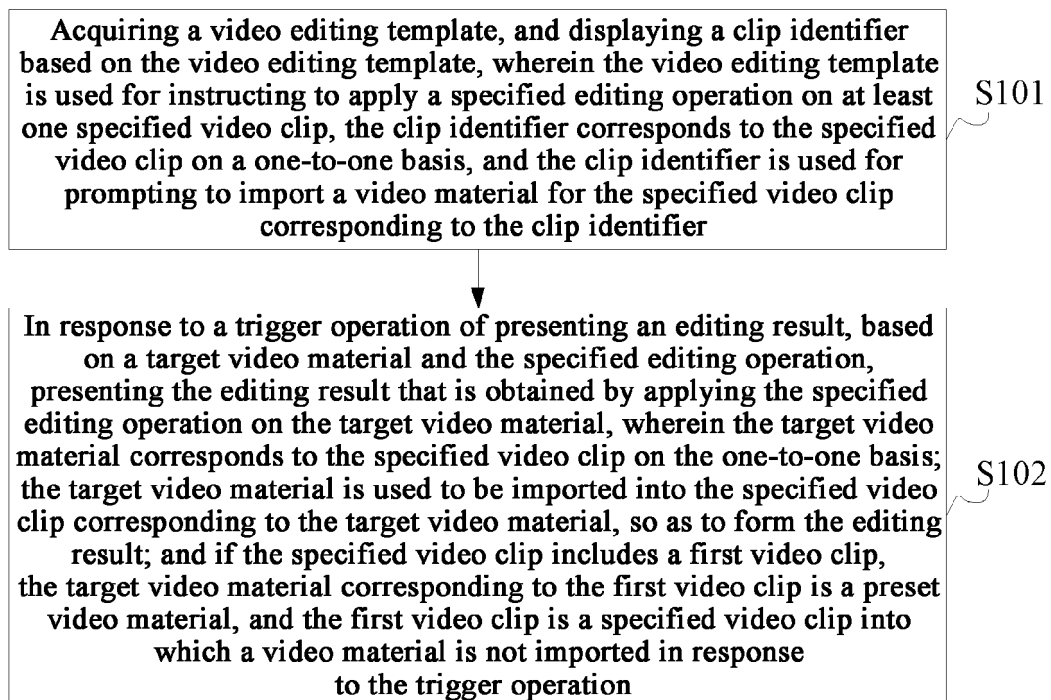 Acquiring a video editing template, and displaying a clip identifier
based on the video editing template, wherein the video editing template
is used for instructing to apply a specified editing operation on at least
one specified video clip, the clip identifier corresponds to the specified
video clip on a one-to-one basis, and the clip identifier is used for
prompting to import a video material for the specified video clip
corresponding to the clip identifier
S101
In response to a trigger operation of presenting an editing result, based
on a target video material and the specified editing operation,
presenting the editing result that is obtained by applying the specified
editing operation on the target video material, wherein the target video
material corresponds to the specified video clip on the one-to-one basis;
the target video material is used to be imported into the specified video
clip corresponding to the target video material, so as to form the editing
result; and if the specified video clip includes a first video clip,
the target video material corresponding to the first video clip is a preset
video material, and the first video clip is a specified video clip into
which a video material is not imported in response
to the trigger operation
S102